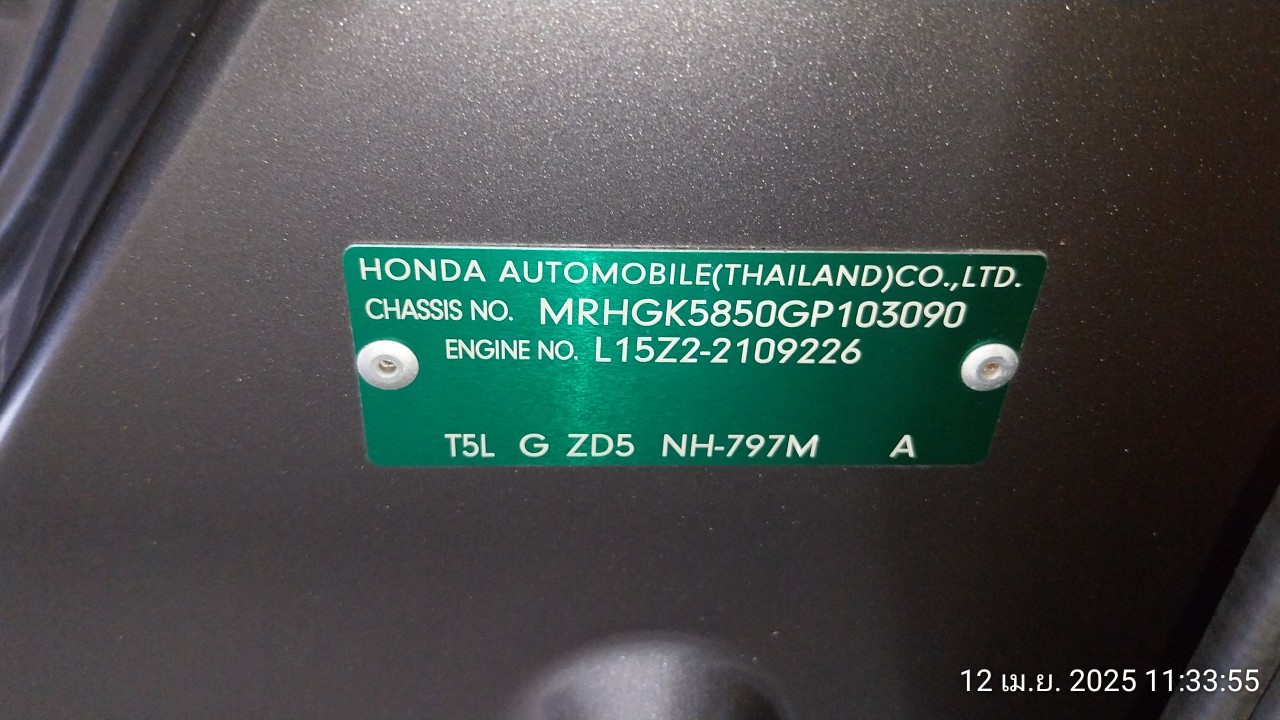 HONDA AUTOMOBILE(THAILAND)CO.,LTD.
CHASSIS NO. MRHGK5850GP103090
ENGINE NO. L15Z2-2109226
T5L G ZD5 NH-797M A
12 เม.ย. 2025 11:33:55